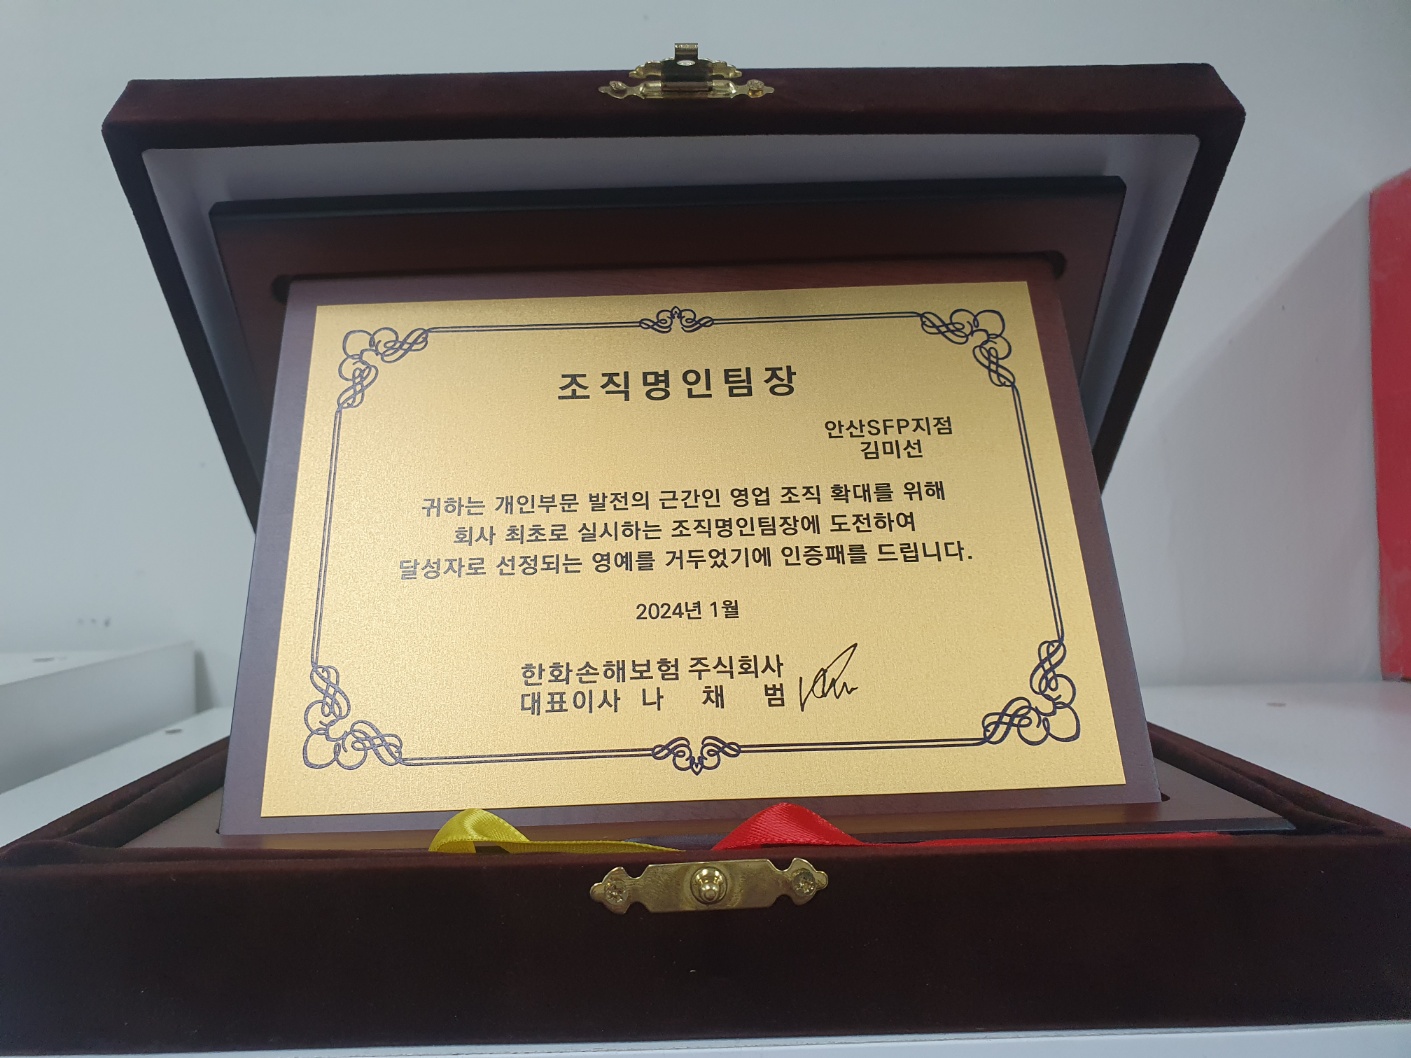 조직명인팀장
안산SFP지점
김미선
귀하는 개인부문 발전의 근간인 영업 조직 확대를 위해
회사 최초로 실시하는 조직명인팀장에 도전하여
달성자로 선정되는 영예를 거두었기에 인증패를 드립니다.
2024년 1월
한화손해보험 주식회사
대표이사 나 채 범